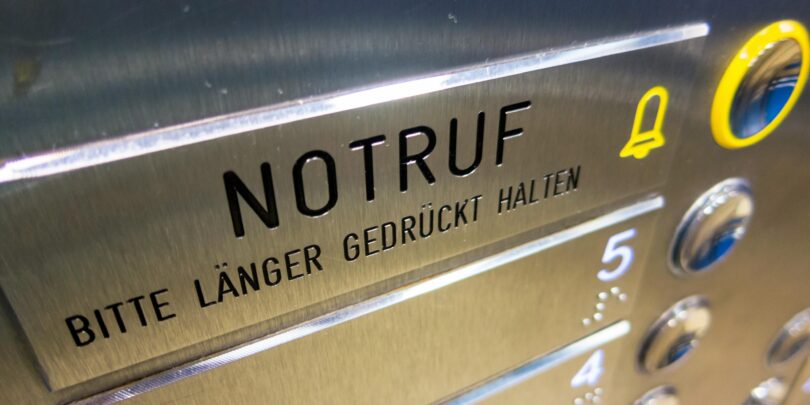 NOTRUF
BITTE LÄNGER GEDRÜCKT HALTEN
5
4